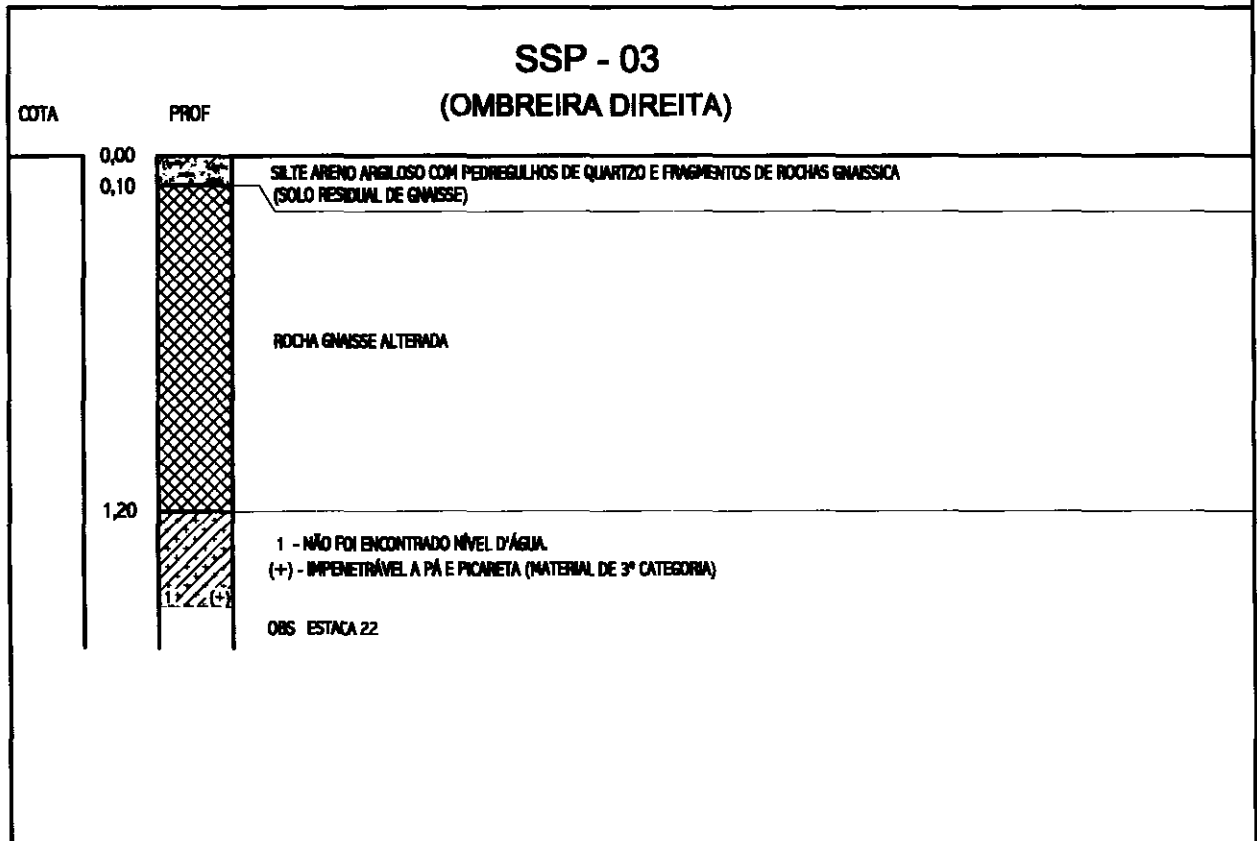 SSP - 03
(OMBREIRA DIREITA)
COTA PROF
0,00
SILTE ARENO ARGILOSO COM PEDREGULHOS DE QUARTZO E FRAGMENTOS DE ROCHAS GNAISSICA
0,10
(SOLO RESIDUAL DE GNAISSE)
ROCHA GNAISSE ALTERADA
1,20
1 - NÃO FOI ENCONTRADO NÍVEL D'ÁGUA.
(+) - IMPENETRÁVEL A PÁ E PICARETA (MATERIAL DE 3ª CATEGORIA)
1 (+)
OBS ESTACA 22